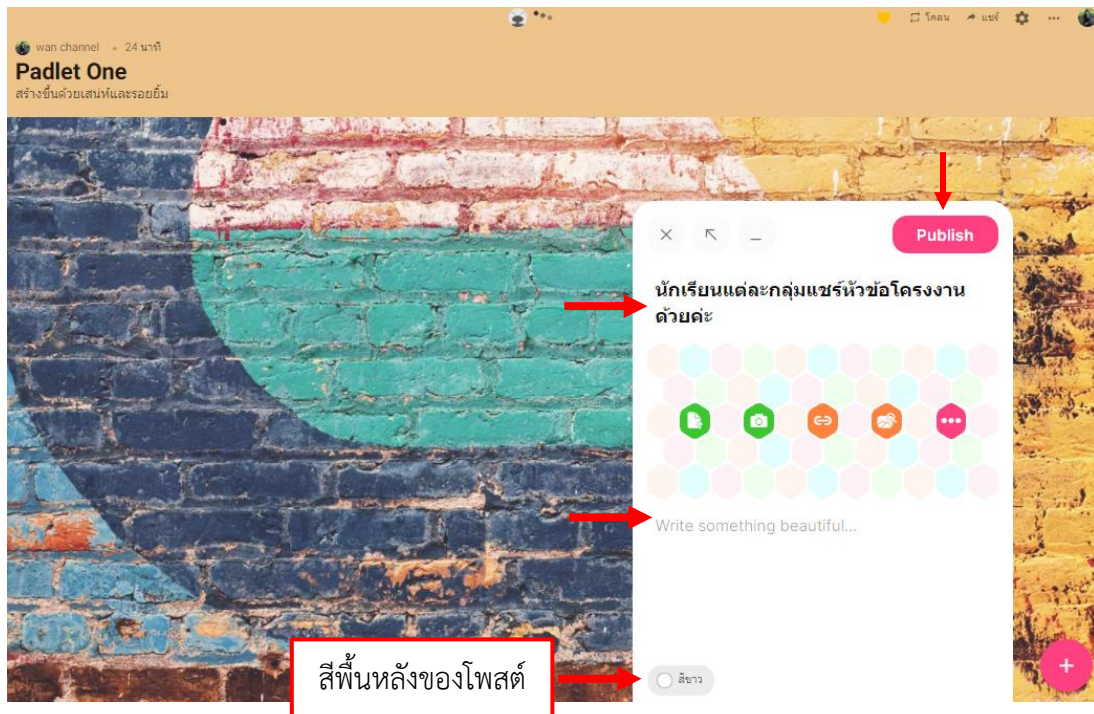 โคลน แชร์
wan channel • 24 นาที
Padlet One
สร้างขึ้นด้วยเสน่ห์และรอยยิ้ม
Publish
นักเรียนแต่ละกลุ่มแชร์หัวข้อโครงงาน
ด้วยค่ะ
Write something beautiful...
สีพื้นหลังของโพสต์
สีขาว